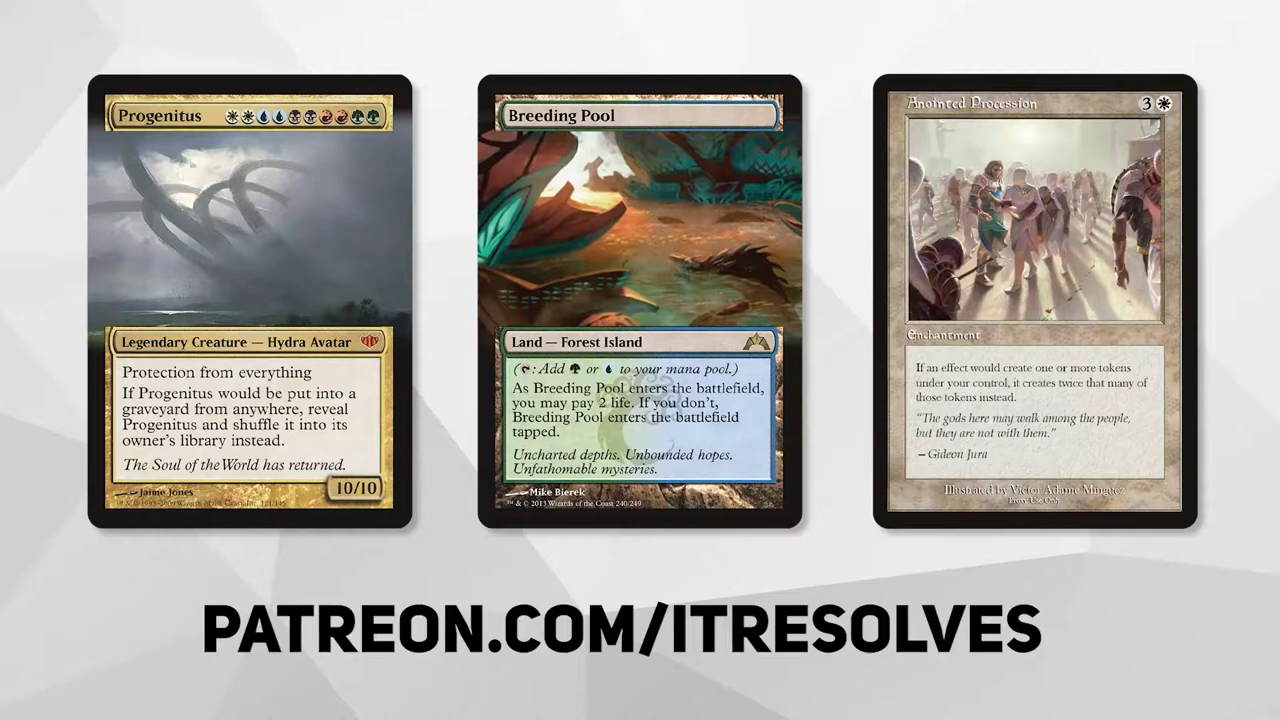 Progenitus
Legendary Creature — Hydra Avatar
Protection from everything
If Progenitus would be put into a
graveyard from anywhere, reveal
Progenitus and shuffle it into its
owner's library instead.
The Soul of the World has returned.
10/10
Jaime Jones
Breeding Pool
Land — Forest Island
(: Add or to your mana pool.)
As Breeding Pool enters the battlefield,
you may pay 2 life. If you don't,
Breeding Pool enters the battlefield
tapped.
Uncharted depths. Unbounded hopes.
Unfathomable mysteries.
Mike Bierek
™ & © 2013 Wizards of the Coast 240/249
Anointed Procession 3
Enchantment
If an effect would create one or more tokens
under your control, it creates twice that many of
those tokens instead.
"The gods here may walk among the people,
but they are not with them."
– Gideon Jura
Illustrated by Victor Adame Minguez
Proxy Use Only
PATREON.COM/ITRESOLVES